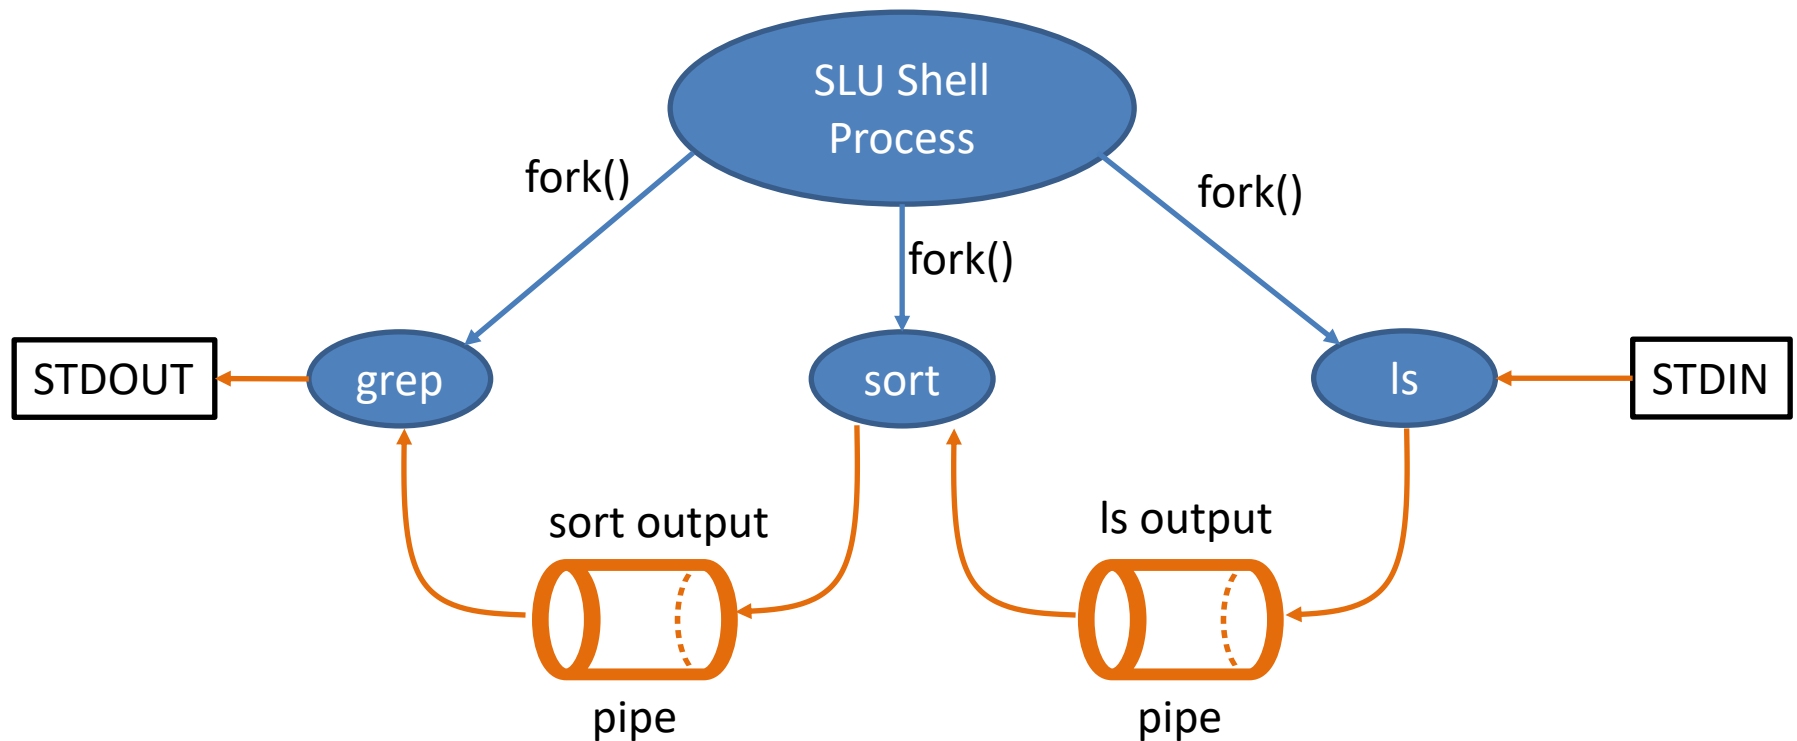 SLU Shell
Process
fork()
fork()
fork()
STDOUT
grep
sort
ls
STDIN
sort output
ls output
pipe
pipe